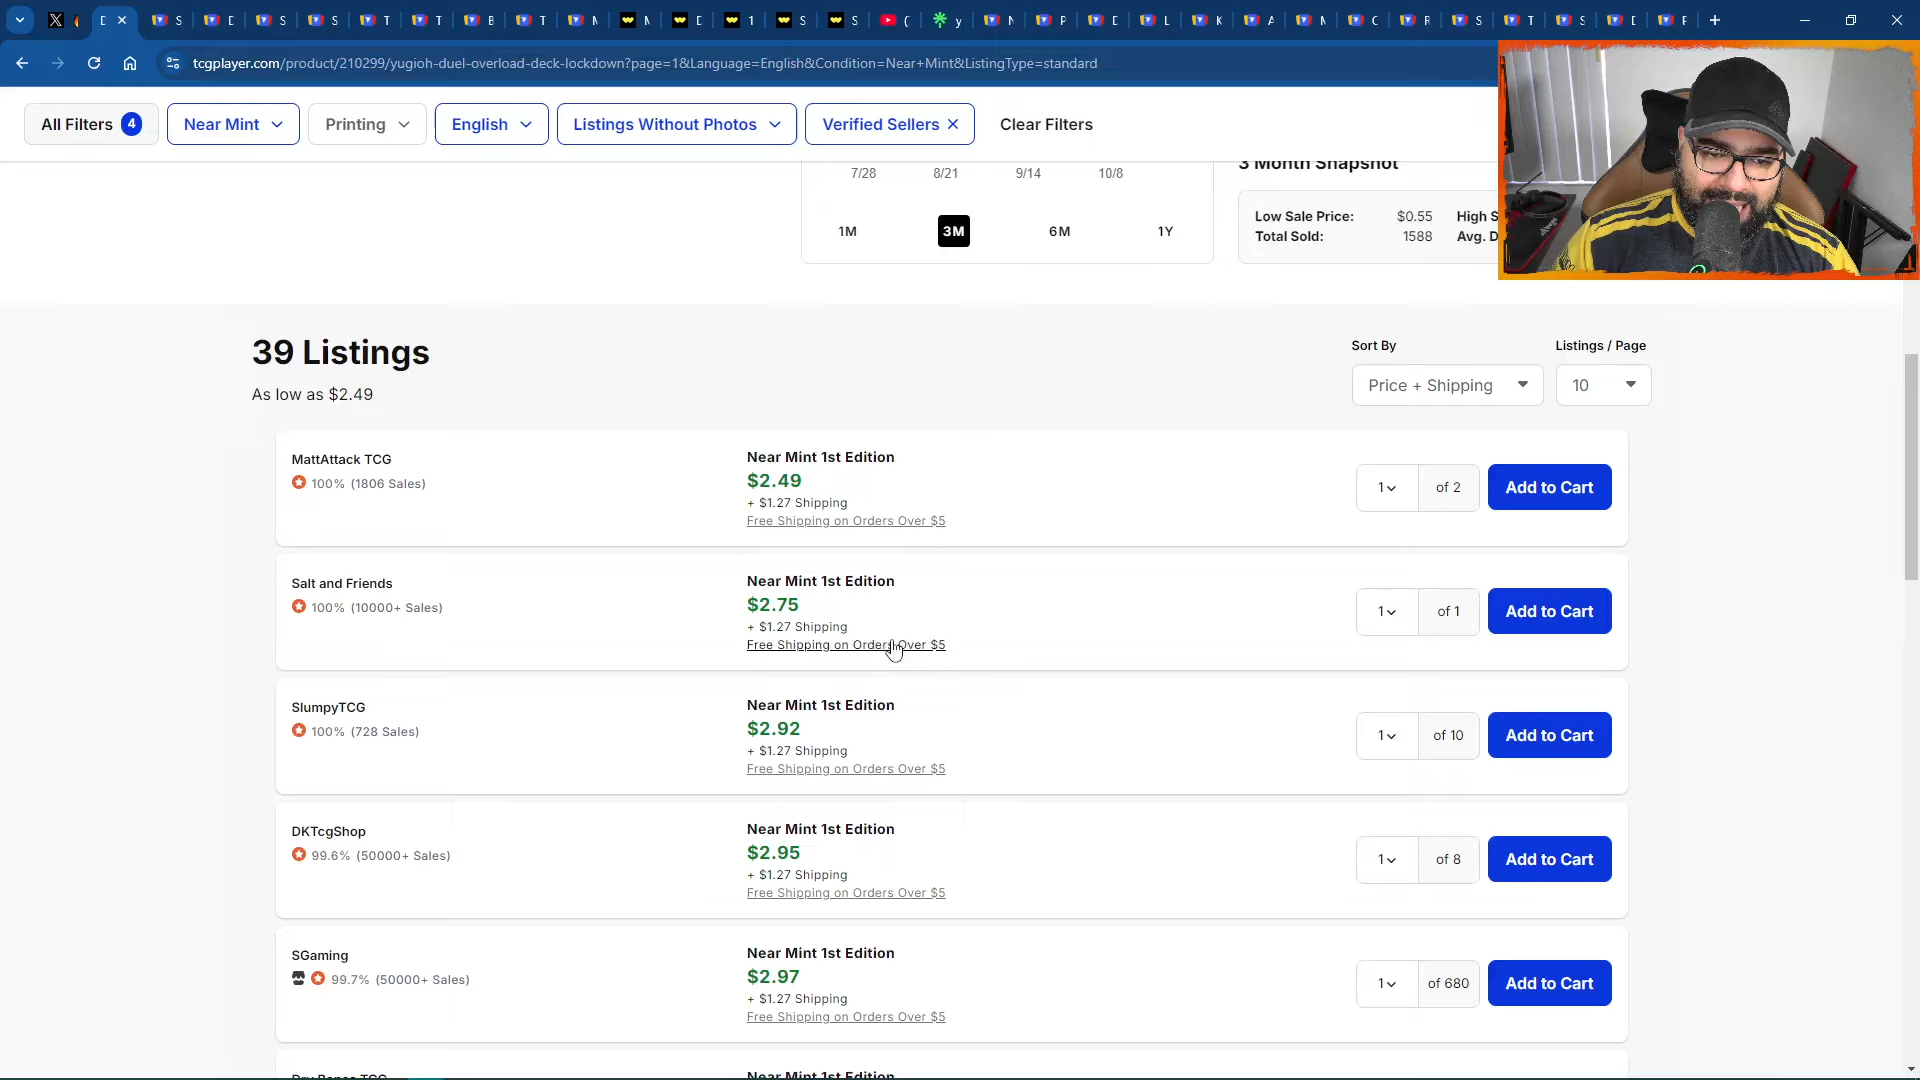 tcgplayer.com/product/210299/yugioh-duel-overload-deck-lockdown?page=1&Language=English&Condition=Near+Mint&ListingType=standard
All Filters 4
Near Mint
Printing
English
Listings Without Photos
Verified Sellers
Clear Filters
7/28 8/21 9/14 10/8
1M 3M 6M 1Y
3 Month Snapshot
Low Sale Price: $0.55 High S
Total Sold: 1588 Avg. D
39 Listings
As low as $2.49
Sort By
Price + Shipping
Listings / Page
10
MattAttack TCG
100% (1806 Sales)
Near Mint 1st Edition
$2.49
+ $1.27 Shipping
Free Shipping on Orders Over $5
1 of 2 Add to Cart
Salt and Friends
100% (10000+ Sales)
Near Mint 1st Edition
$2.75
+ $1.27 Shipping
Free Shipping on Orders Over $5
1 of 1 Add to Cart
SlumpyTCG
100% (728 Sales)
Near Mint 1st Edition
$2.92
+ $1.27 Shipping
Free Shipping on Orders Over $5
1 of 10 Add to Cart
DKTcgShop
99.6% (50000+ Sales)
Near Mint 1st Edition
$2.95
+ $1.27 Shipping
Free Shipping on Orders Over $5
1 of 8 Add to Cart
SGaming
99.7% (50000+ Sales)
Near Mint 1st Edition
$2.97
+ $1.27 Shipping
Free Shipping on Orders Over $5
1 of 680 Add to Cart
Near Mint 1st Edition